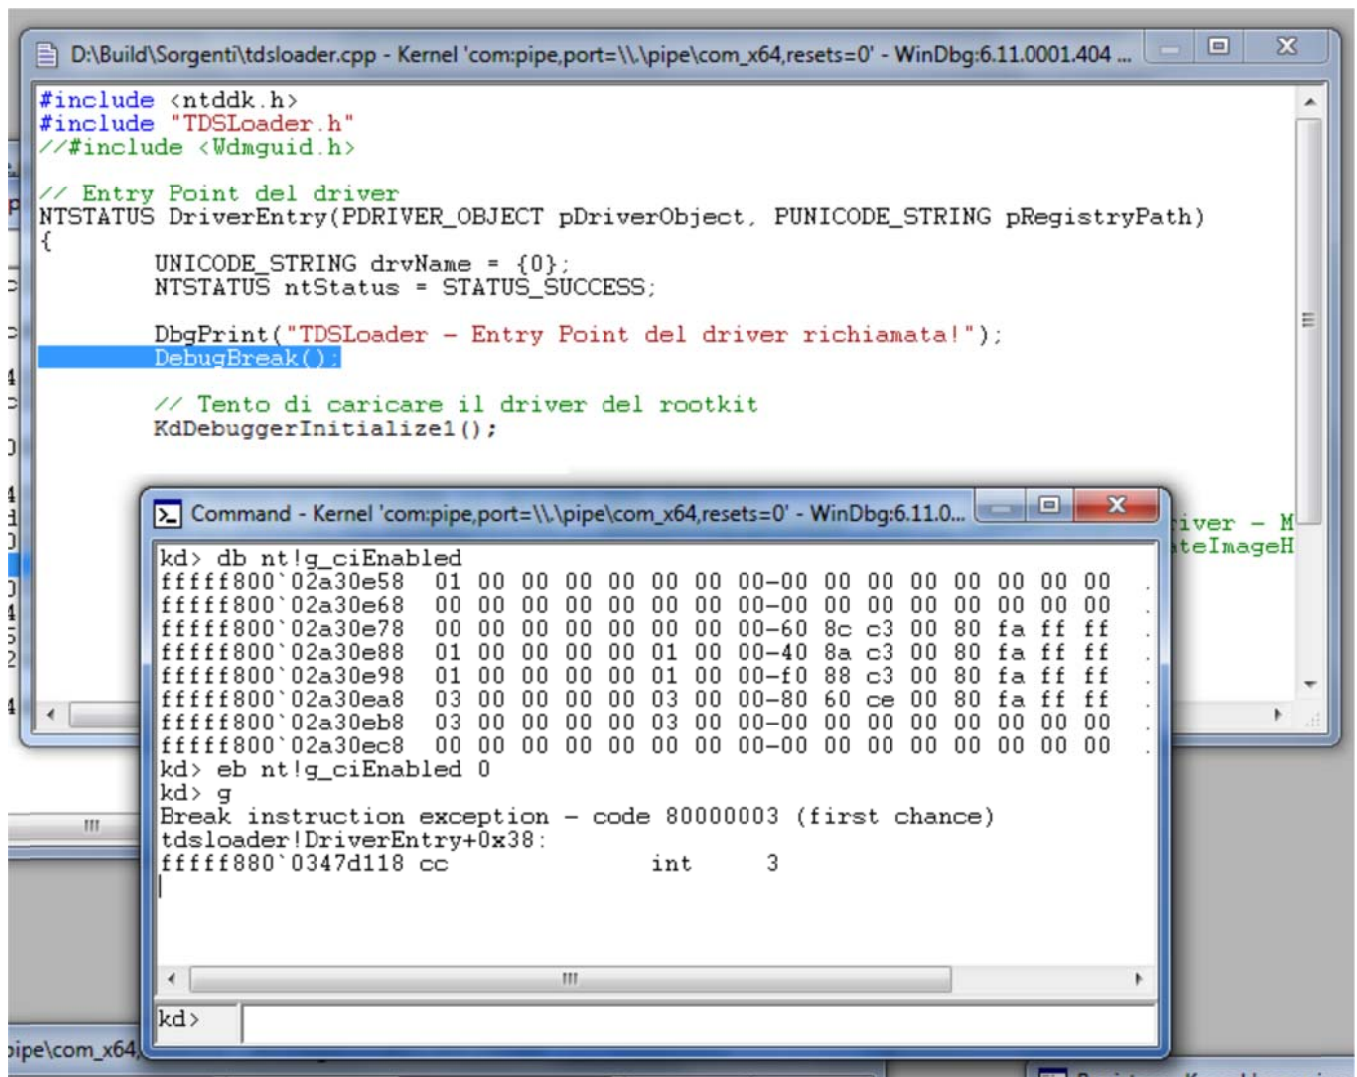 D:\Build\Sorgenti\tdsloader.cpp - Kernel 'com:pipe,port=\\.\pipe\com_x64,resets=0' - WinDbg:6.11.0001.404 ...
#include <ntddk.h>
#include "TDSLoader.h"
//#include <Wdmguid.h>
// Entry Point del driver
NTSTATUS DriverEntry(PDRIVER_OBJECT pDriverObject, PUNICODE_STRING pRegistryPath)
{
UNICODE_STRING drvName = {0};
NTSTATUS ntStatus = STATUS_SUCCESS;
DbgPrint("TDSLoader - Entry Point del driver richiamata!");
DebugBreak();
// Tento di caricare il driver del rootkit
KdDebuggerInitialize1();
iver - M
teImageH
Command - Kernel 'com:pipe,port=\\.\pipe\com_x64,resets=0' - WinDbg:6.11.0...
kd> db nt!g_ciEnabled
fffff800`02a30e58 01 00 00 00 00 00 00 00-00 00 00 00 00 00 00 00 .
fffff800`02a30e68 00 00 00 00 00 00 00 00-00 00 00 00 00 00 00 00 .
fffff800`02a30e78 00 00 00 00 00 00 00 00-60 8c c3 00 80 fa ff ff .
fffff800`02a30e88 01 00 00 00 00 01 00 00-40 8a c3 00 80 fa ff ff .
fffff800`02a30e98 01 00 00 00 00 01 00 00-f0 88 c3 00 80 fa ff ff .
fffff800`02a30ea8 03 00 00 00 00 03 00 00-80 60 ce 00 80 fa ff ff .
fffff800`02a30eb8 03 00 00 00 00 03 00 00-00 00 00 00 00 00 00 00 .
fffff800`02a30ec8 00 00 00 00 00 00 00 00-00 00 00 00 00 00 00 00 .
kd> eb nt!g_ciEnabled 0
kd> g
Break instruction exception - code 80000003 (first chance)
tdsloader!DriverEntry+0x38:
fffff880`0347d118 cc int 3
kd>
pipe\com_x64,